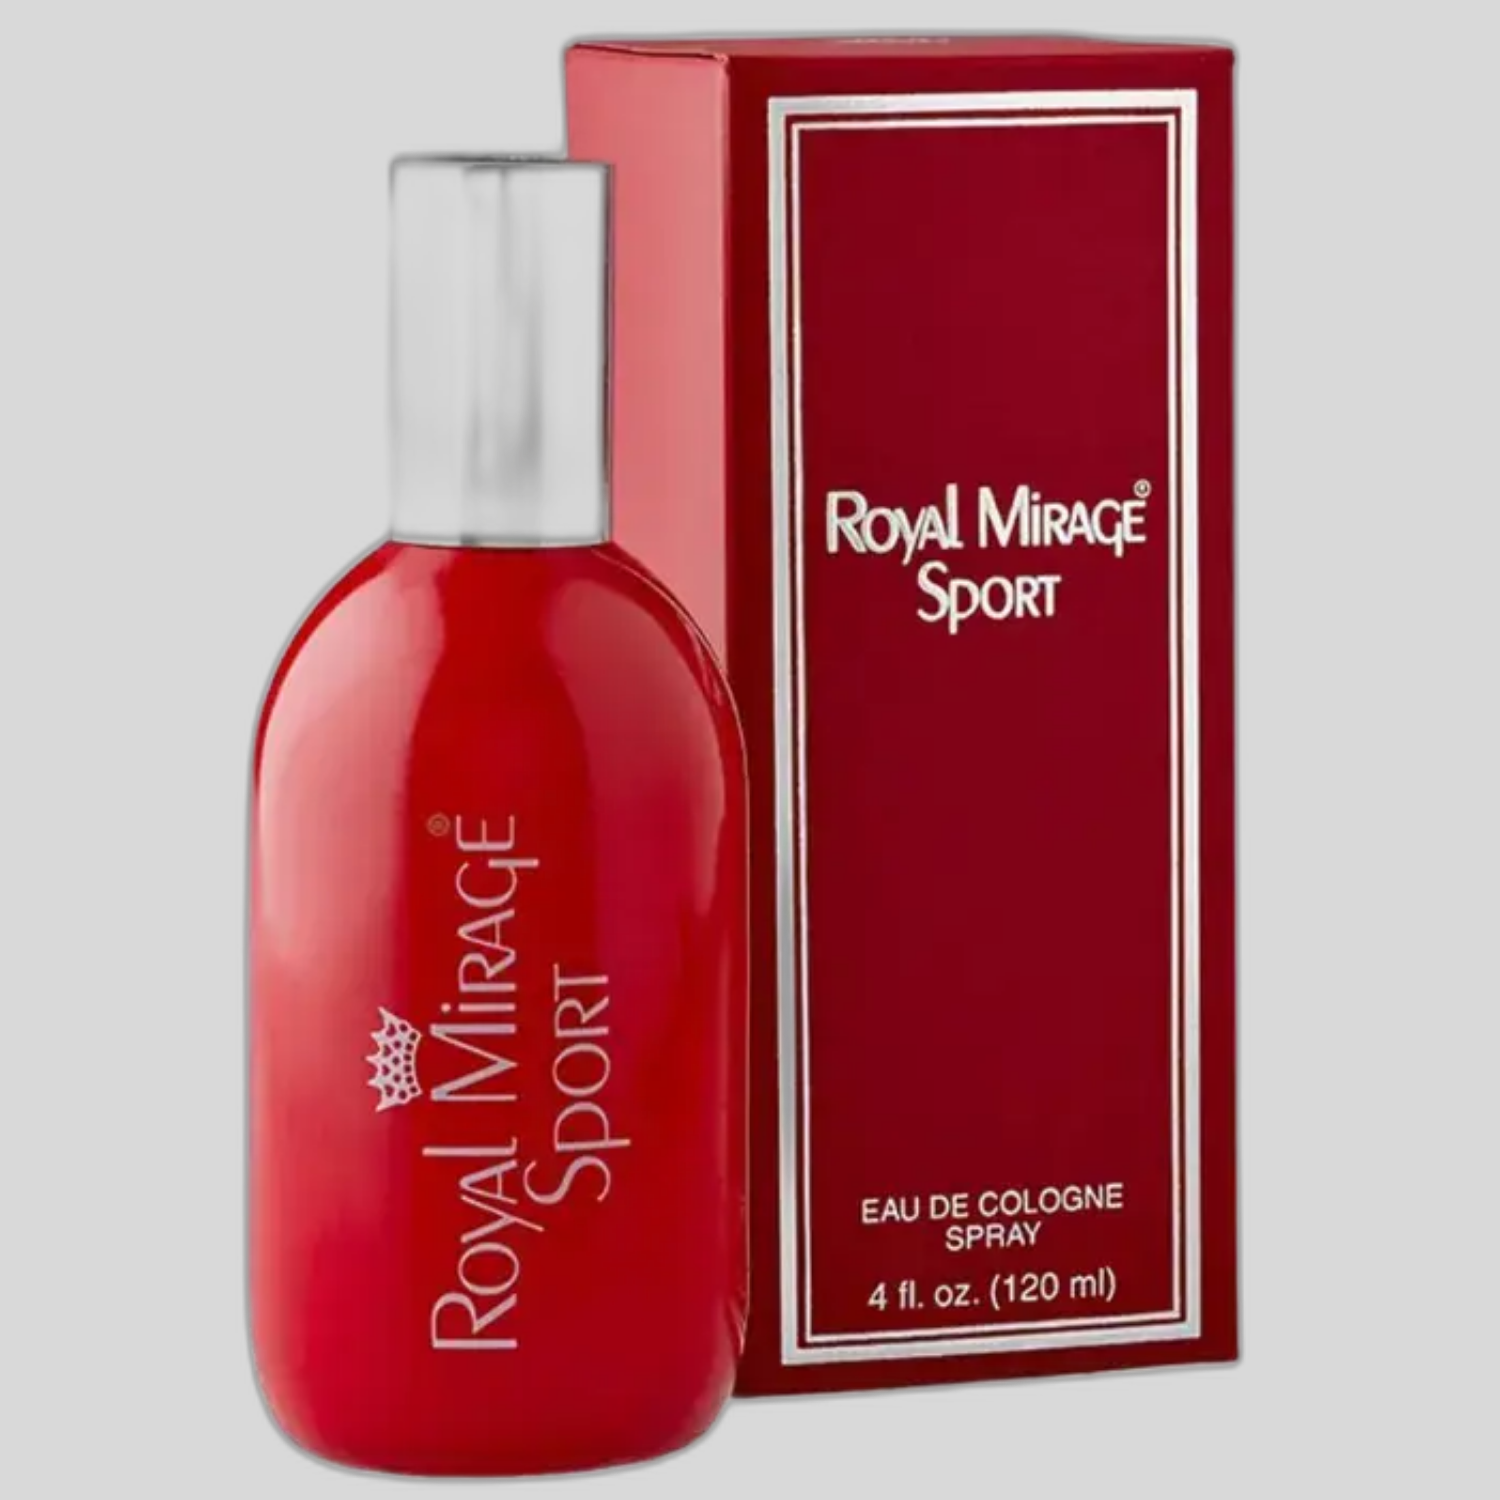 Royal Mirage®
Sport
Royal Mirage®
Sport
EAU DE COLOGNE
SPRAY
4 fl. oz. (120 ml)